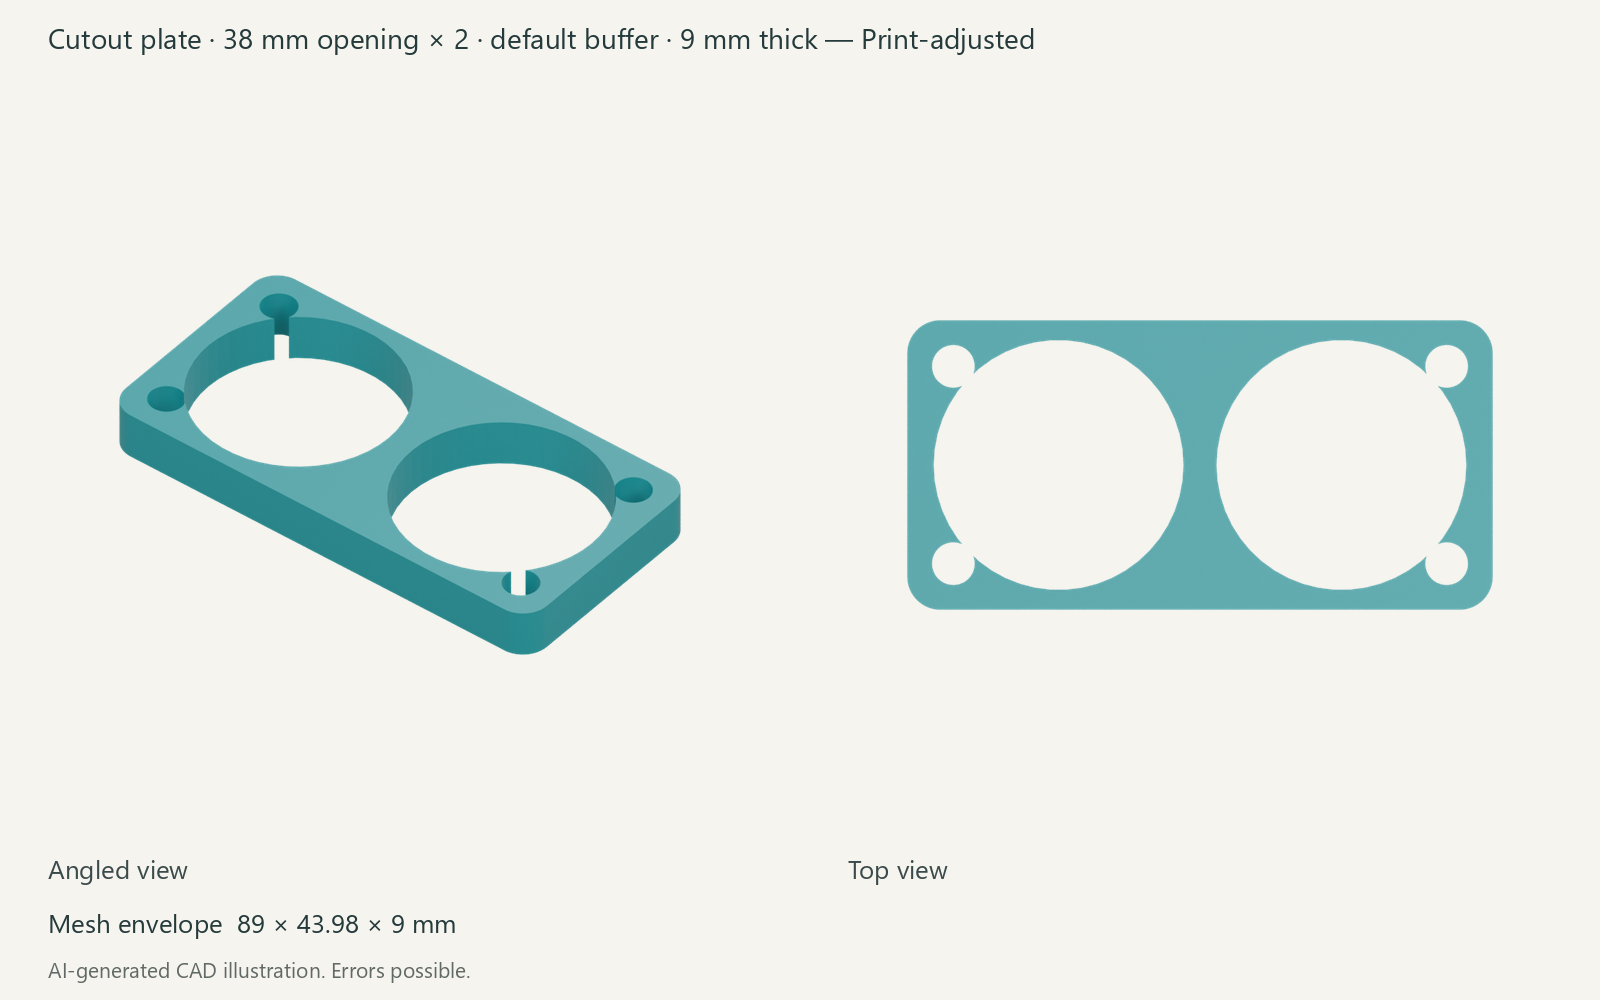 Cutout plate · 38 mm opening × 2 · default buffer · 9 mm thick — Print-adjusted
Angled view
Top view
Mesh envelope 89 × 43.98 × 9 mm
AI-generated CAD illustration. Errors possible.